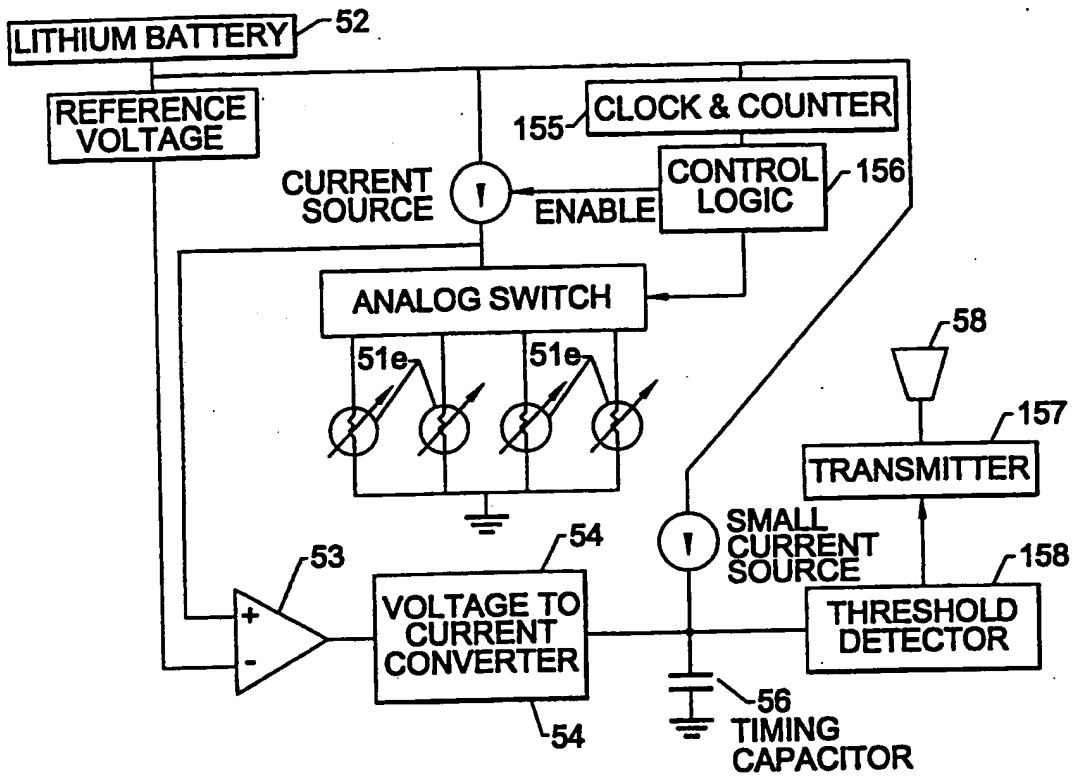 LITHIUM BATTERY
52
REFERENCE
VOLTAGE
CLOCK & COUNTER
155
CURRENT
SOURCE
ENABLE
CONTROL
LOGIC
156
ANALOG SWITCH
51e
51e
58
157
TRANSMITTER
SMALL
CURRENT
SOURCE
158
THRESHOLD
DETECTOR
53
+
-
54
VOLTAGE TO
CURRENT
CONVERTER
54
56
TIMING
CAPACITOR